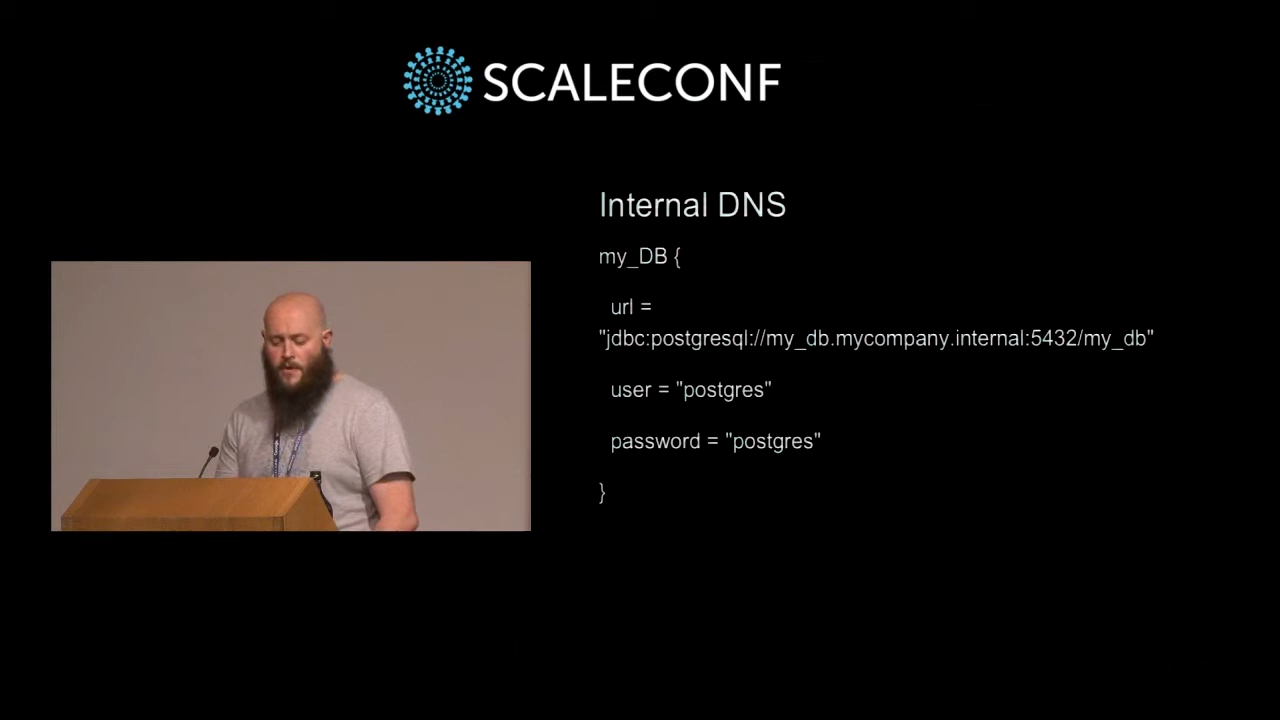 SCALECONF
Internal DNS
my_DB {
url =
"jdbc:postgresql://my_db.mycompany.internal:5432/my_db"
user = "postgres"
password = "postgres"
}